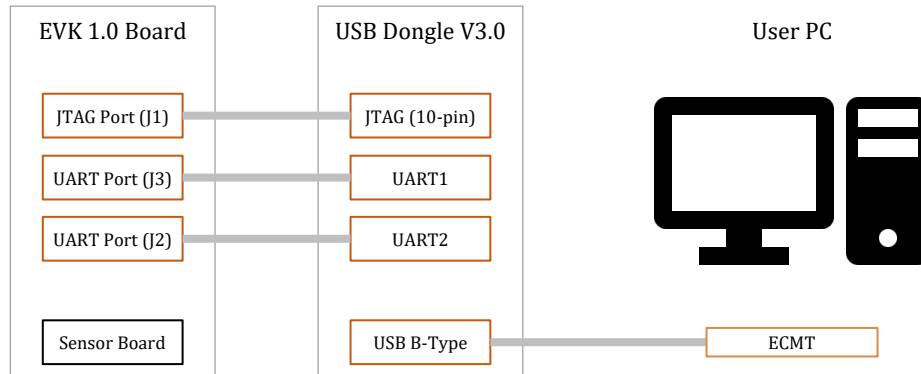 EVK 1.0 Board
USB Dongle V3.0
User PC
JTAG Port (J1)
JTAG (10-pin)
UART Port (J3)
UART1
UART Port (J2)
UART2
Sensor Board
USB B-Type
ECMT